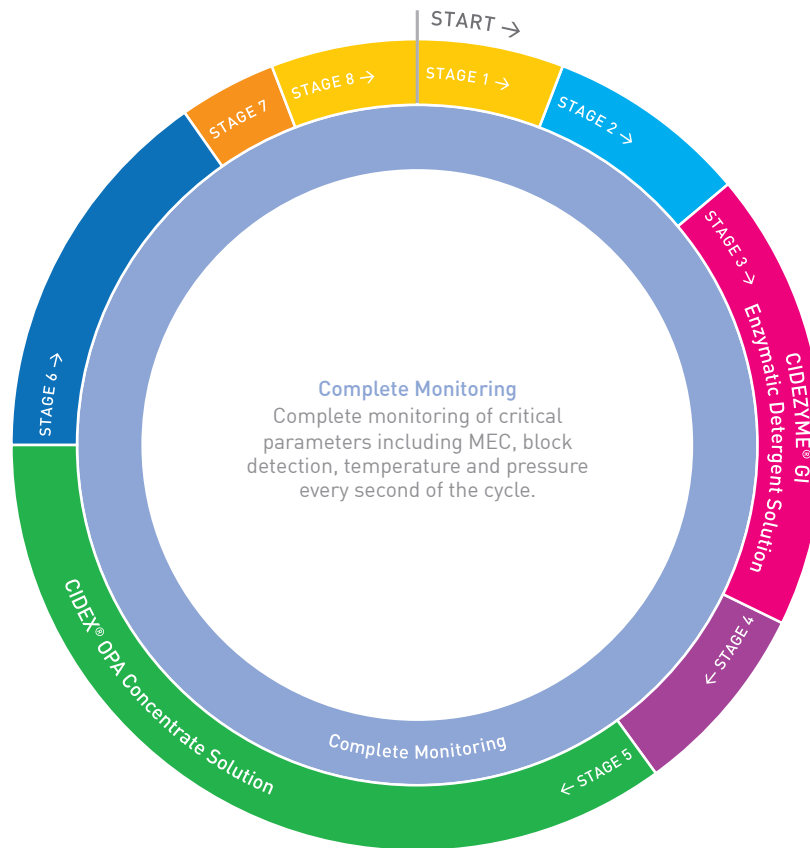 START →
STAGE 1 →
STAGE 2 →
STAGE 3 →
CIDEZYME® GI
Enzymatic Detergent Solution
← STAGE 4
← STAGE 5
CIDEX® OPA Concentrate Solution
STAGE 6 →
STAGE 7
STAGE 8 →
Complete Monitoring
Complete monitoring of critical
parameters including MEC, block
detection, temperature and pressure
every second of the cycle.
Complete Monitoring